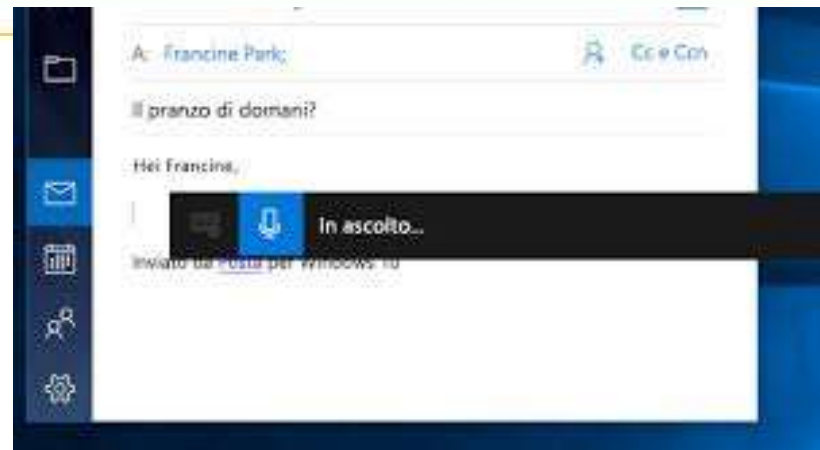 A: Francine Park; Cc e Ccn
Il pranzo di domani?
Hei Francine,
In ascolto...
Inviato da Posta per Windows 10